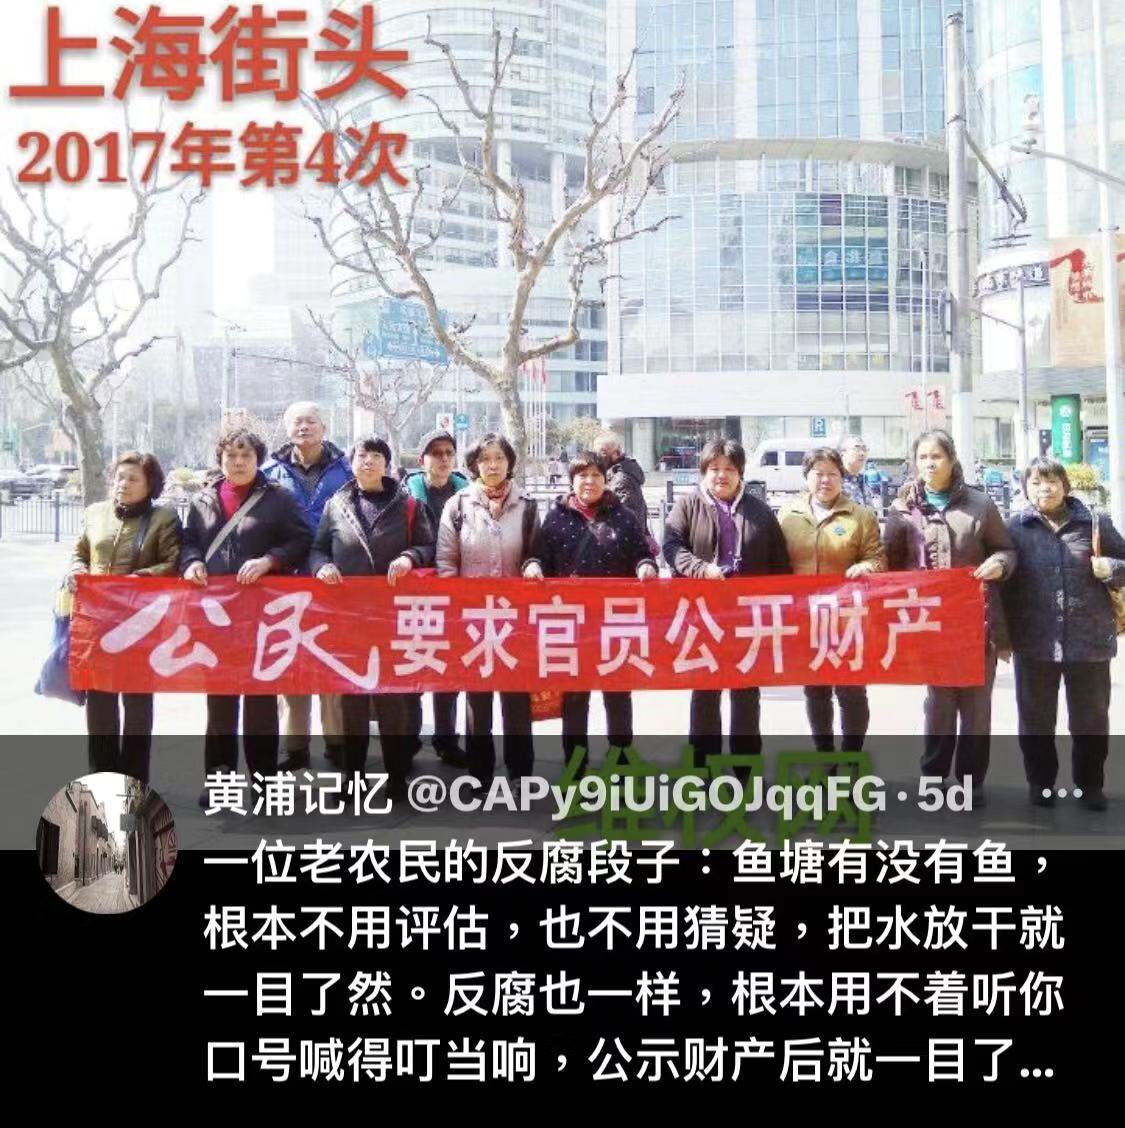 上海街头
2017年第4次
公民要求官员公开财产
维权网
黄浦记忆 @CAPy9iUiGOJqqFG · 5d
一位老农民的反腐段子：鱼塘有没有鱼，
根本不用评估，也不用猜疑，把水放干就
一目了然。反腐也一样，根本用不着听你
口号喊得叮当响，公示财产后就一目了...